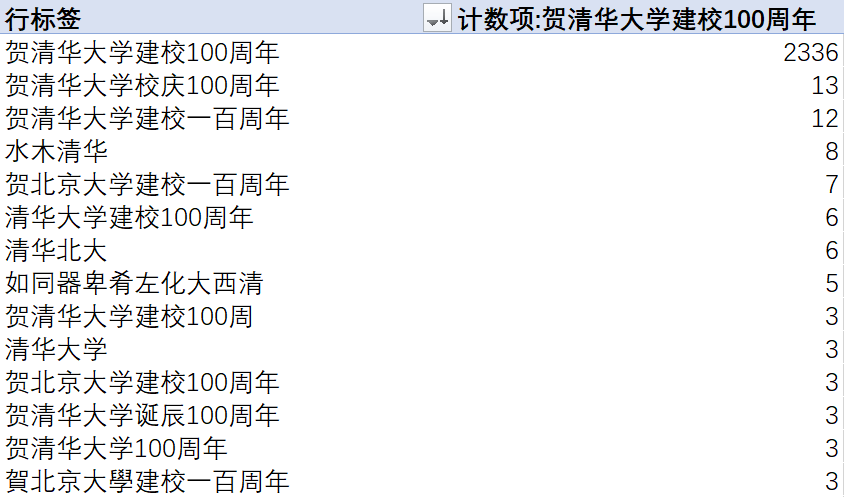 行标签 计数项:贺清华大学建校100周年
贺清华大学建校100周年 2336
贺清华大学校庆100周年 13
贺清华大学建校一百周年 12
水木清华 8
贺北京大学建校一百周年 7
清华大学建校100周年 6
清华北大 6
如同器卑肴左化大西清 5
贺清华大学建校100周 3
清华大学 3
贺北京大学建校100周年 3
贺清华大学诞辰100周年 3
贺清华大学100周年 3
賀北京大學建校一百周年 3